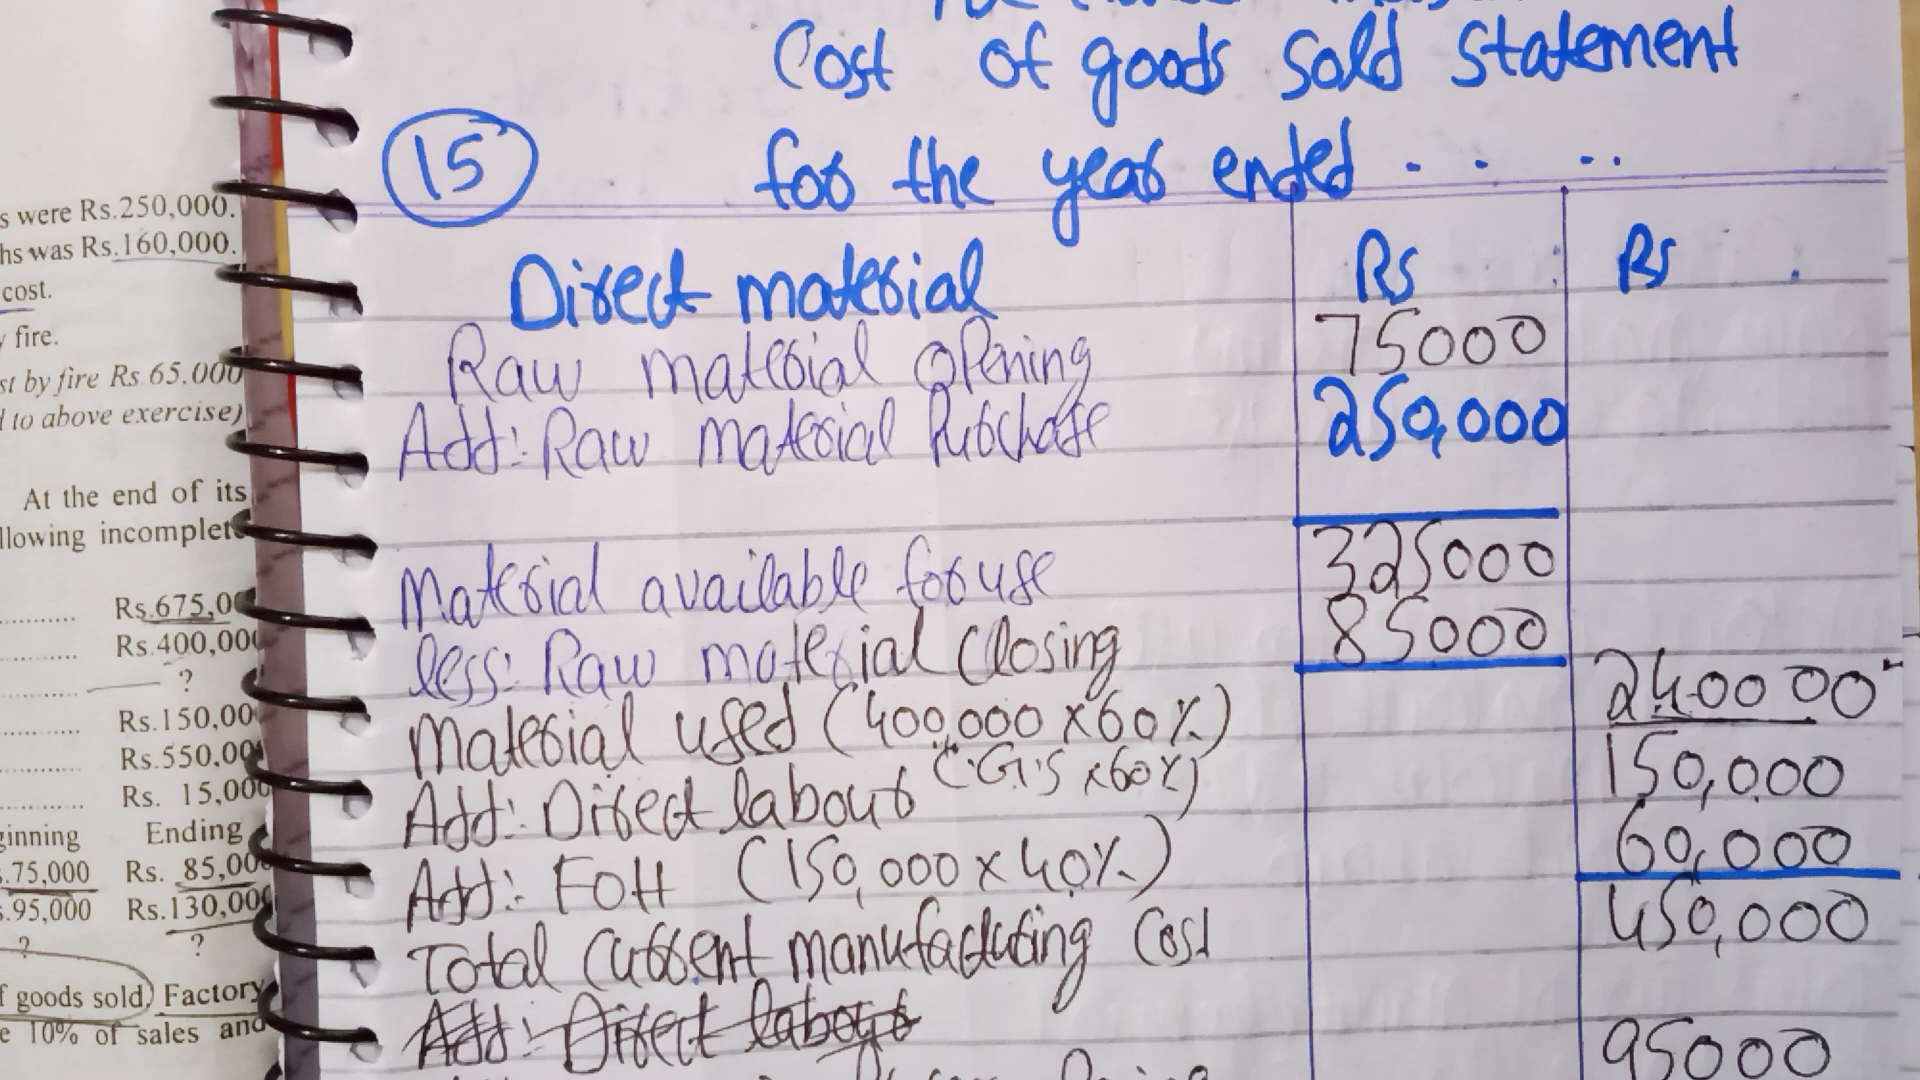 s were Rs.250,000.
hs was Rs.160,000.
cost.
fire.
st by fire Rs 65.000
to above exercise)
At the end of its
llowing incomplete
Rs.675,00
Rs.400,000
?
Rs.150,00
Rs.550,00
Rs. 15,000
ginning Ending
.75,000 Rs. 85,00
.95,000 Rs.130,00
? ?
f goods sold) Factory
e 10% of sales and
Cost of goods sold statement
15 for the year ended . . . .
Direct material Rs Rs
Raw material opening 75000
Add: Raw material Purchase 250,000
Material available for use 325000
less: Raw material Closing 85000
Material used (400,000 x 60%) 240000
Add: Direct labour (C.G.S x 60%) 150,000
Add: FOH (150,000 x 40%) 60,000
Total Current manufacturing Cost 450,000
Add: Direct labour
95000